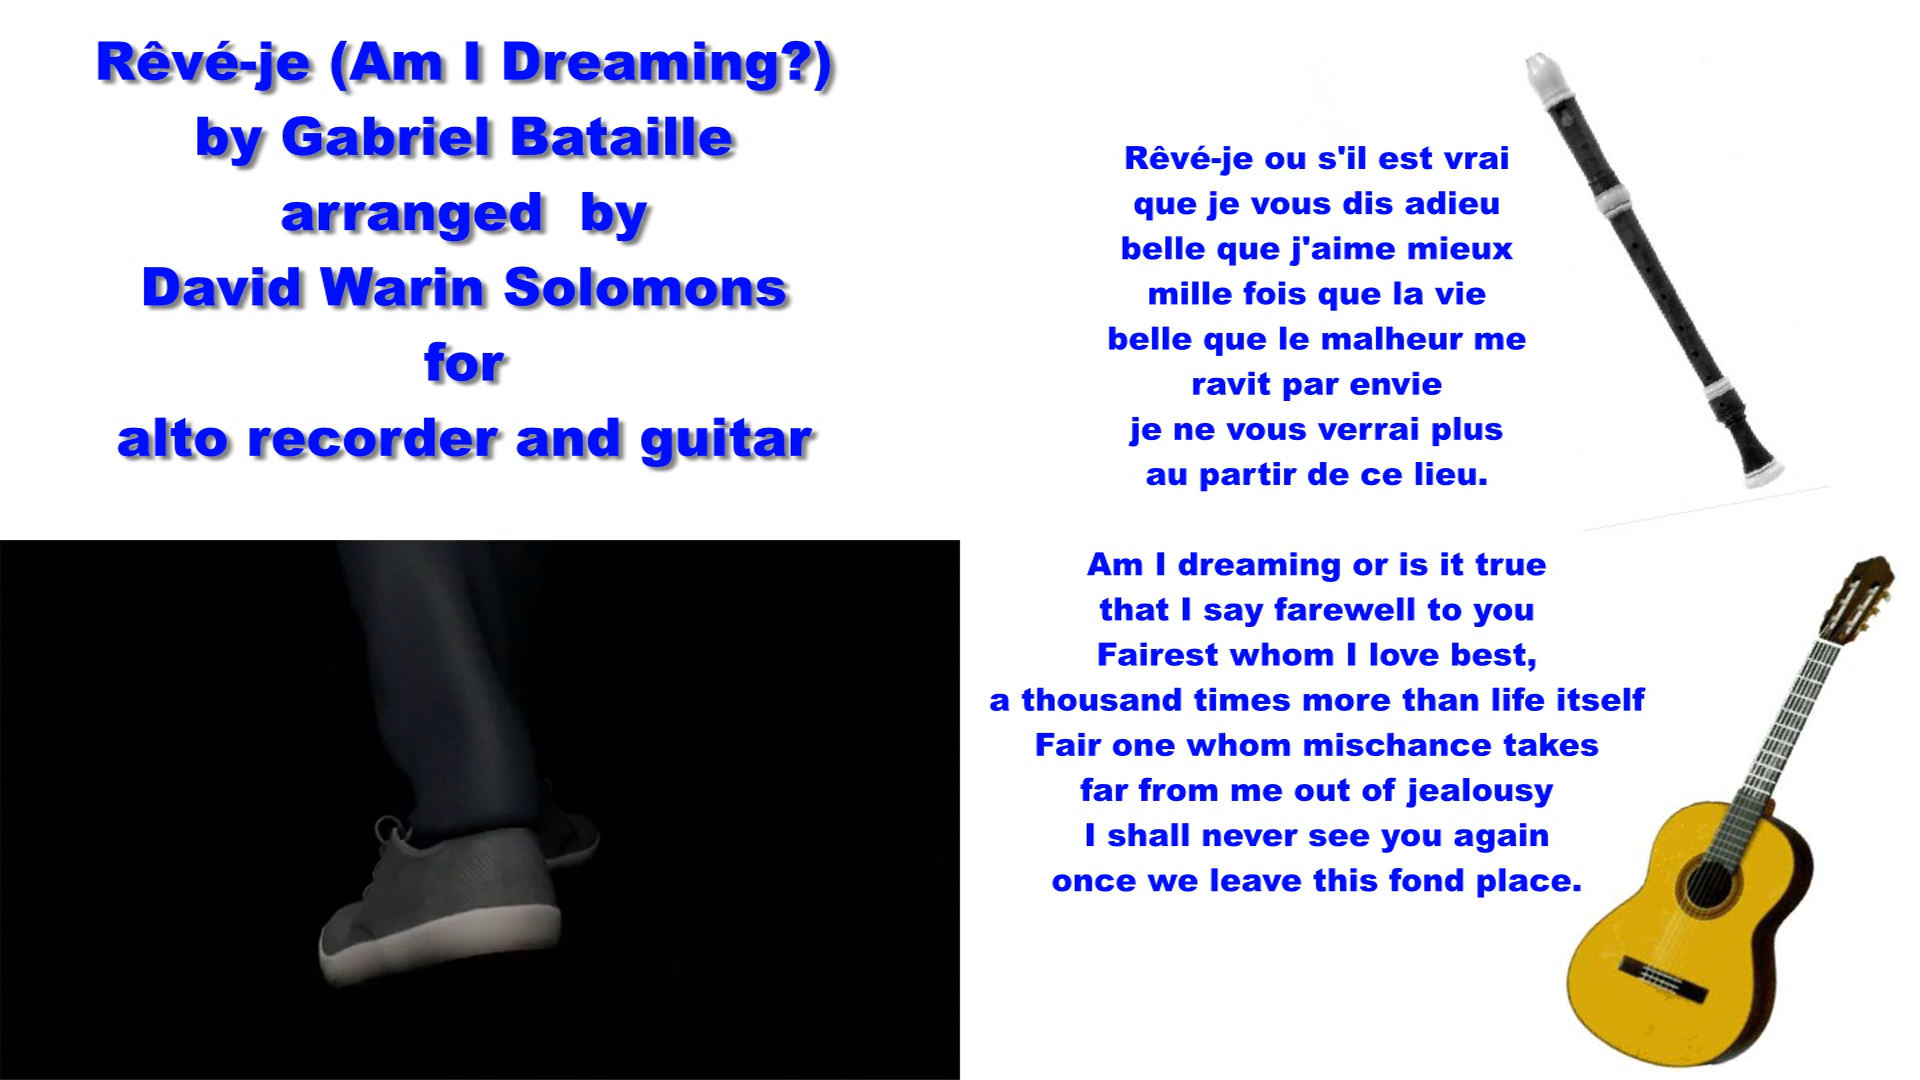 Rêvé-je (Am I Dreaming?)
by Gabriel Bataille
arranged  by
David Warin Solomons
for
alto recorder and guitar
Rêvé-je ou s'il est vrai
que je vous dis adieu
belle que j'aime mieux
mille fois que la vie
belle que le malheur me
ravit par envie
je ne vous verrai plus
au partir de ce lieu.
Am I dreaming or is it true
that I say farewell to you
Fairest whom I love best,
a thousand times more than life itself
Fair one whom mischance takes
far from me out of jealousy
I shall never see you again
once we leave this fond place.